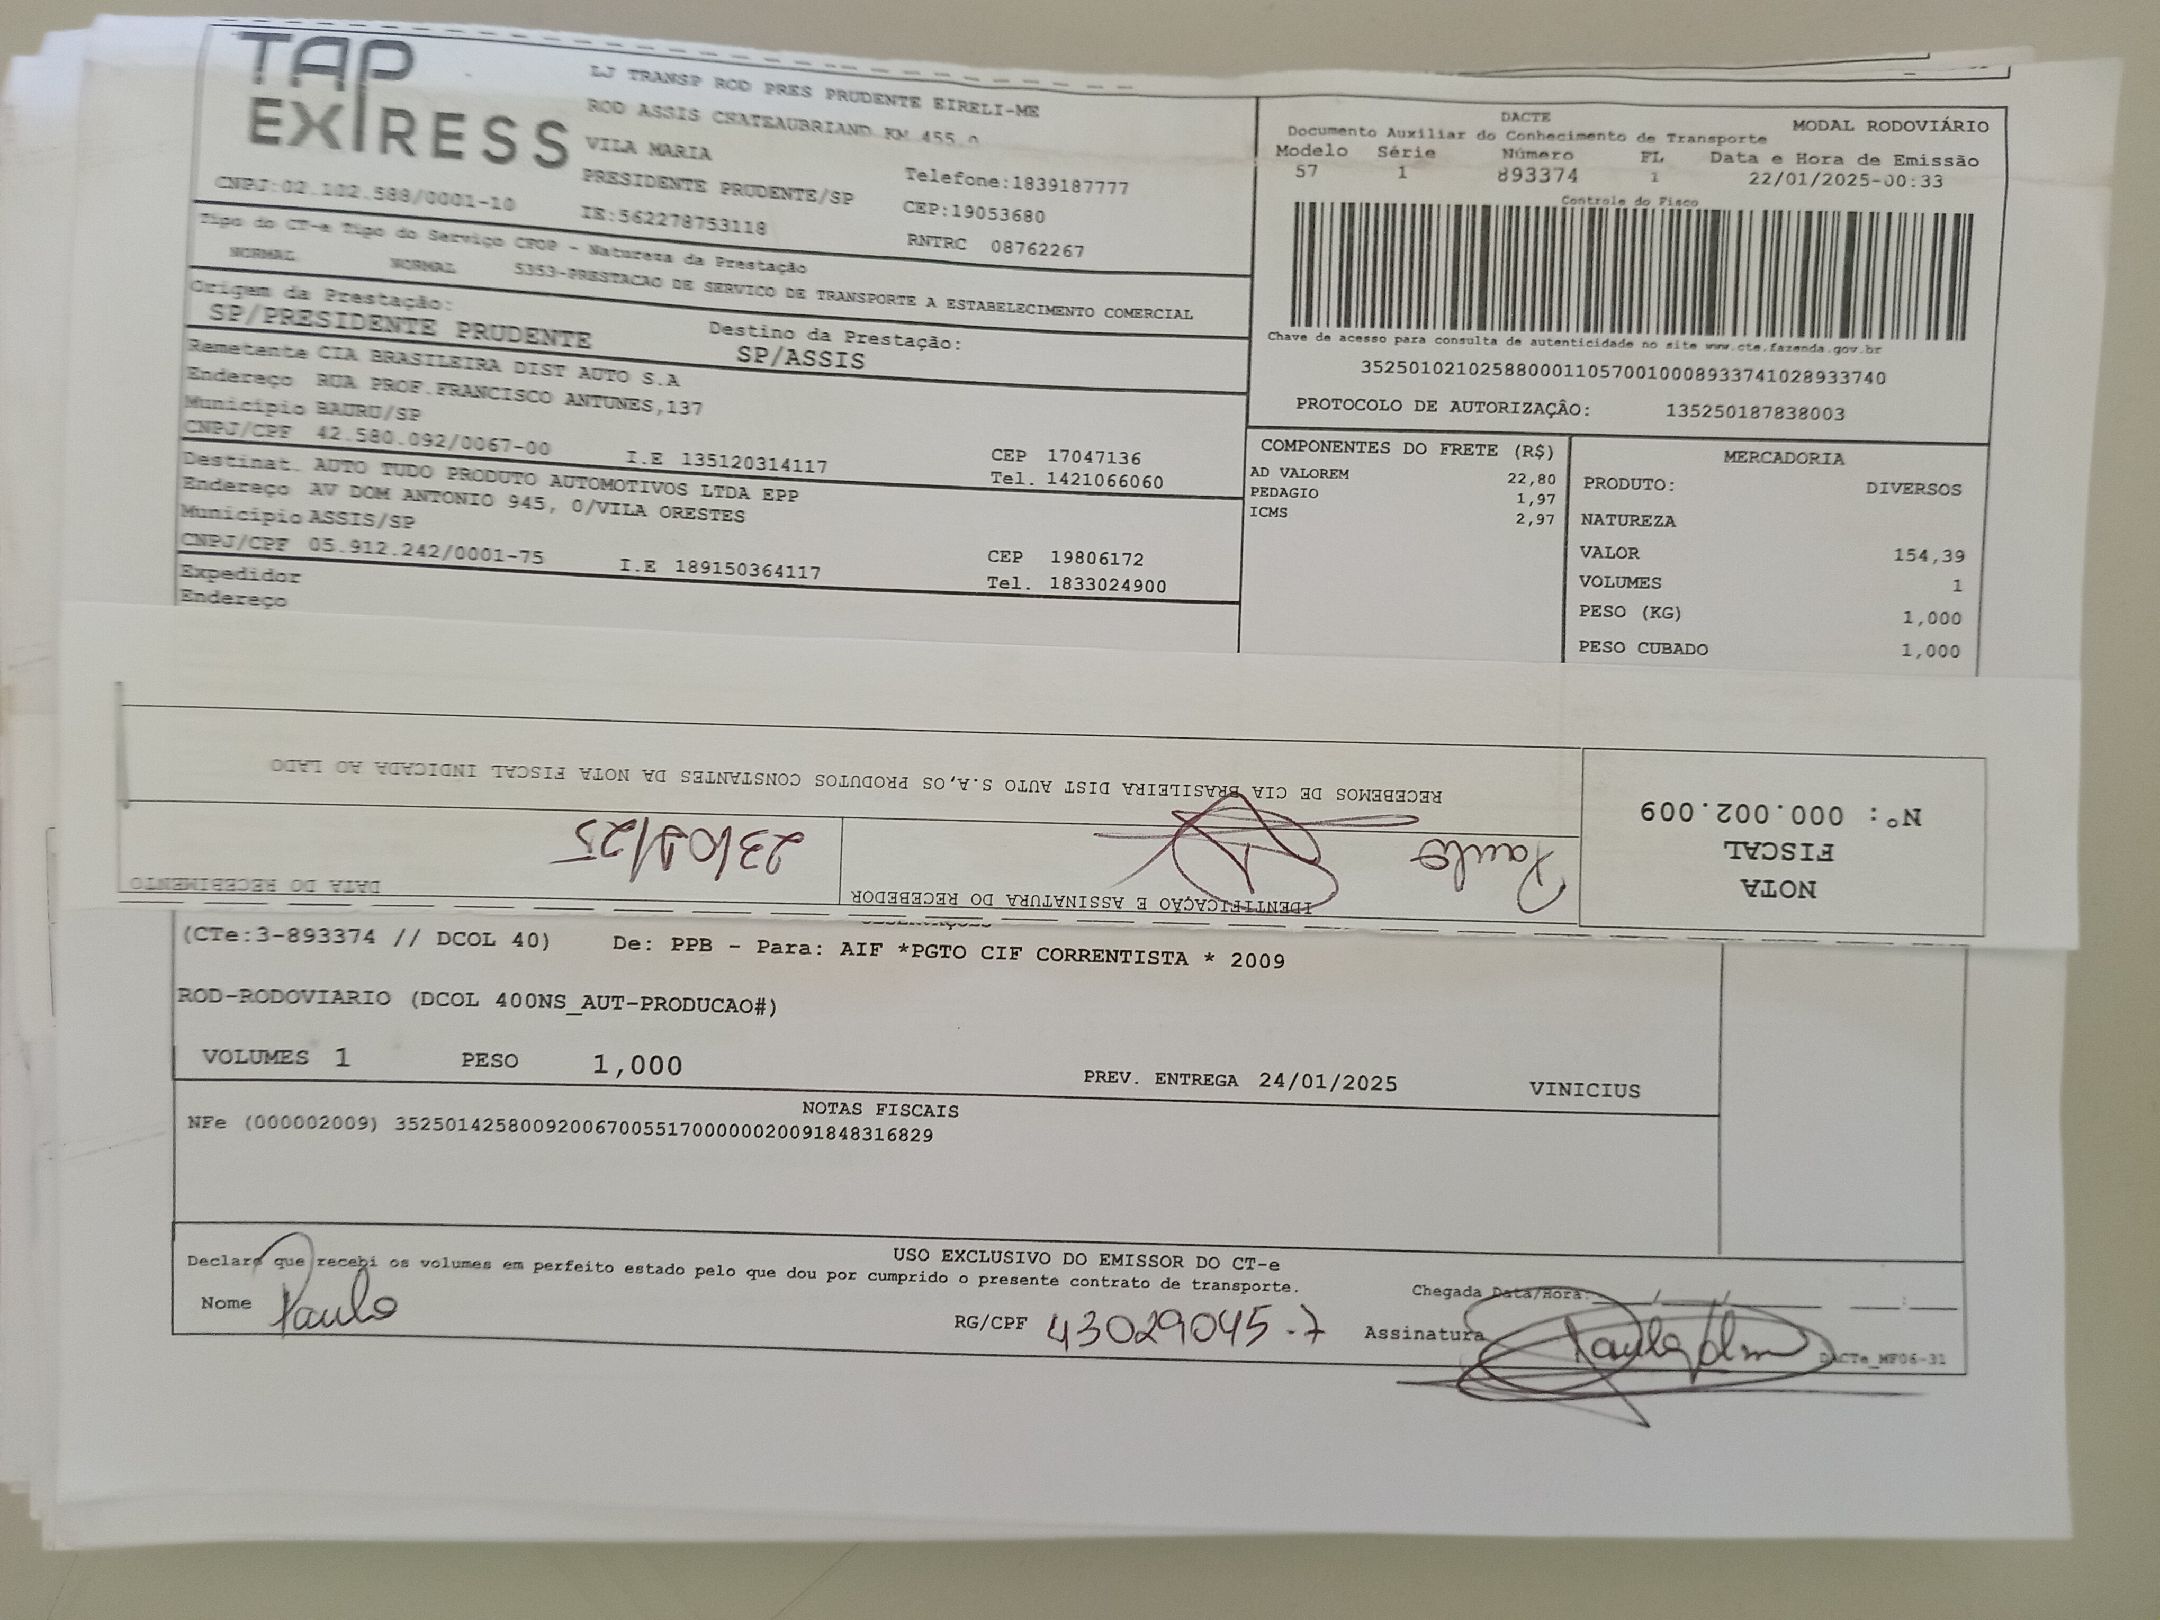 TAP
EXPRESS
LJ TRANSP ROD PRES PRUDENTE EIRELI-ME
ROD ASSIS CHATEAUBRIAND KM 455,0
VILA MARIA
PRESIDENTE PRUDENTE/SP
Telefone:1839187777
CNPJ:02.102.588/0001-10
IE:562278753118
CEP:19053680
RNTRC 08762267
Tipo do CT-e Tipo do Serviço CFOP - Natureza da Prestação
NORMAL NORMAL 5353-PRESTACAO DE SERVICO DE TRANSPORTE A ESTABELECIMENTO COMERCIAL
Origem da Prestação:
SP/PRESIDENTE PRUDENTE
Destino da Prestação:
SP/ASSIS
Remetente CIA BRASILEIRA DIST AUTO S.A
Endereço RUA PROF.FRANCISCO ANTUNES,137
Município BAURU/SP
CNPJ/CPF 42.580.092/0067-00 I.E 135120314117
CEP 17047136
Tel. 1421066060
Destinat. AUTO TUDO PRODUTO AUTOMOTIVOS LTDA EPP
Endereço AV DOM ANTONIO 945, 0/VILA ORESTES
Município ASSIS/SP
CNPJ/CPF 05.912.242/0001-75 I.E 189150364117
CEP 19806172
Tel. 1833024900
Expedidor
Endereço
DACTE
Documento Auxiliar do Conhecimento de Transporte
MODAL RODOVIÁRIO
Modelo Série Número FL Data e Hora de Emissão
57 1 893374 1 22/01/2025-00:33
Controle do Fisco
Chave de acesso para consulta de autenticidade no site www.cte.fazenda.gov.br
35250102102588000110570010008933741028933740
PROTOCOLO DE AUTORIZAÇÂO: 135250187838003
COMPONENTES DO FRETE (R$)
AD VALOREM 22,80
PEDAGIO 1,97
ICMS 2,97
MERCADORIA
PRODUTO: DIVERSOS
NATUREZA
VALOR 154,39
VOLUMES 1
PESO (KG) 1,000
PESO CUBADO 1,000
RECEBEMOS DE CIA BRASILEIRA DIST AUTO S.A,OS PRODUTOS CONSTANTES DA NOTA FISCAL INDICADA AO LADO
NOTA
FISCAL
Nº: 000.002.009
DATA DO RECEBIMENTO
23/01/25
IDENTIFICAÇAO E ASSINATURA DO RECEBEDOR
Paulo
(CTe:3-893374 // DCOL 40) De: PPB - Para: AIF *PGTO CIF CORRENTISTA * 2009
ROD-RODOVIARIO (DCOL 400NS_AUT-PRODUCAO#)
VOLUMES 1 PESO 1,000
PREV. ENTREGA 24/01/2025 VINICIUS
NOTAS FISCAIS
NFe (000002009) 35250142580092006700551700000020091848316829
USO EXCLUSIVO DO EMISSOR DO CT-e
Declaro que recebi os volumes em perfeito estado pelo que dou por cumprido o presente contrato de transporte.
Chegada Data/Hora: / / :
Nome Paulo
RG/CPF 43029045-7
Assinatura
DACTe_MF06-31